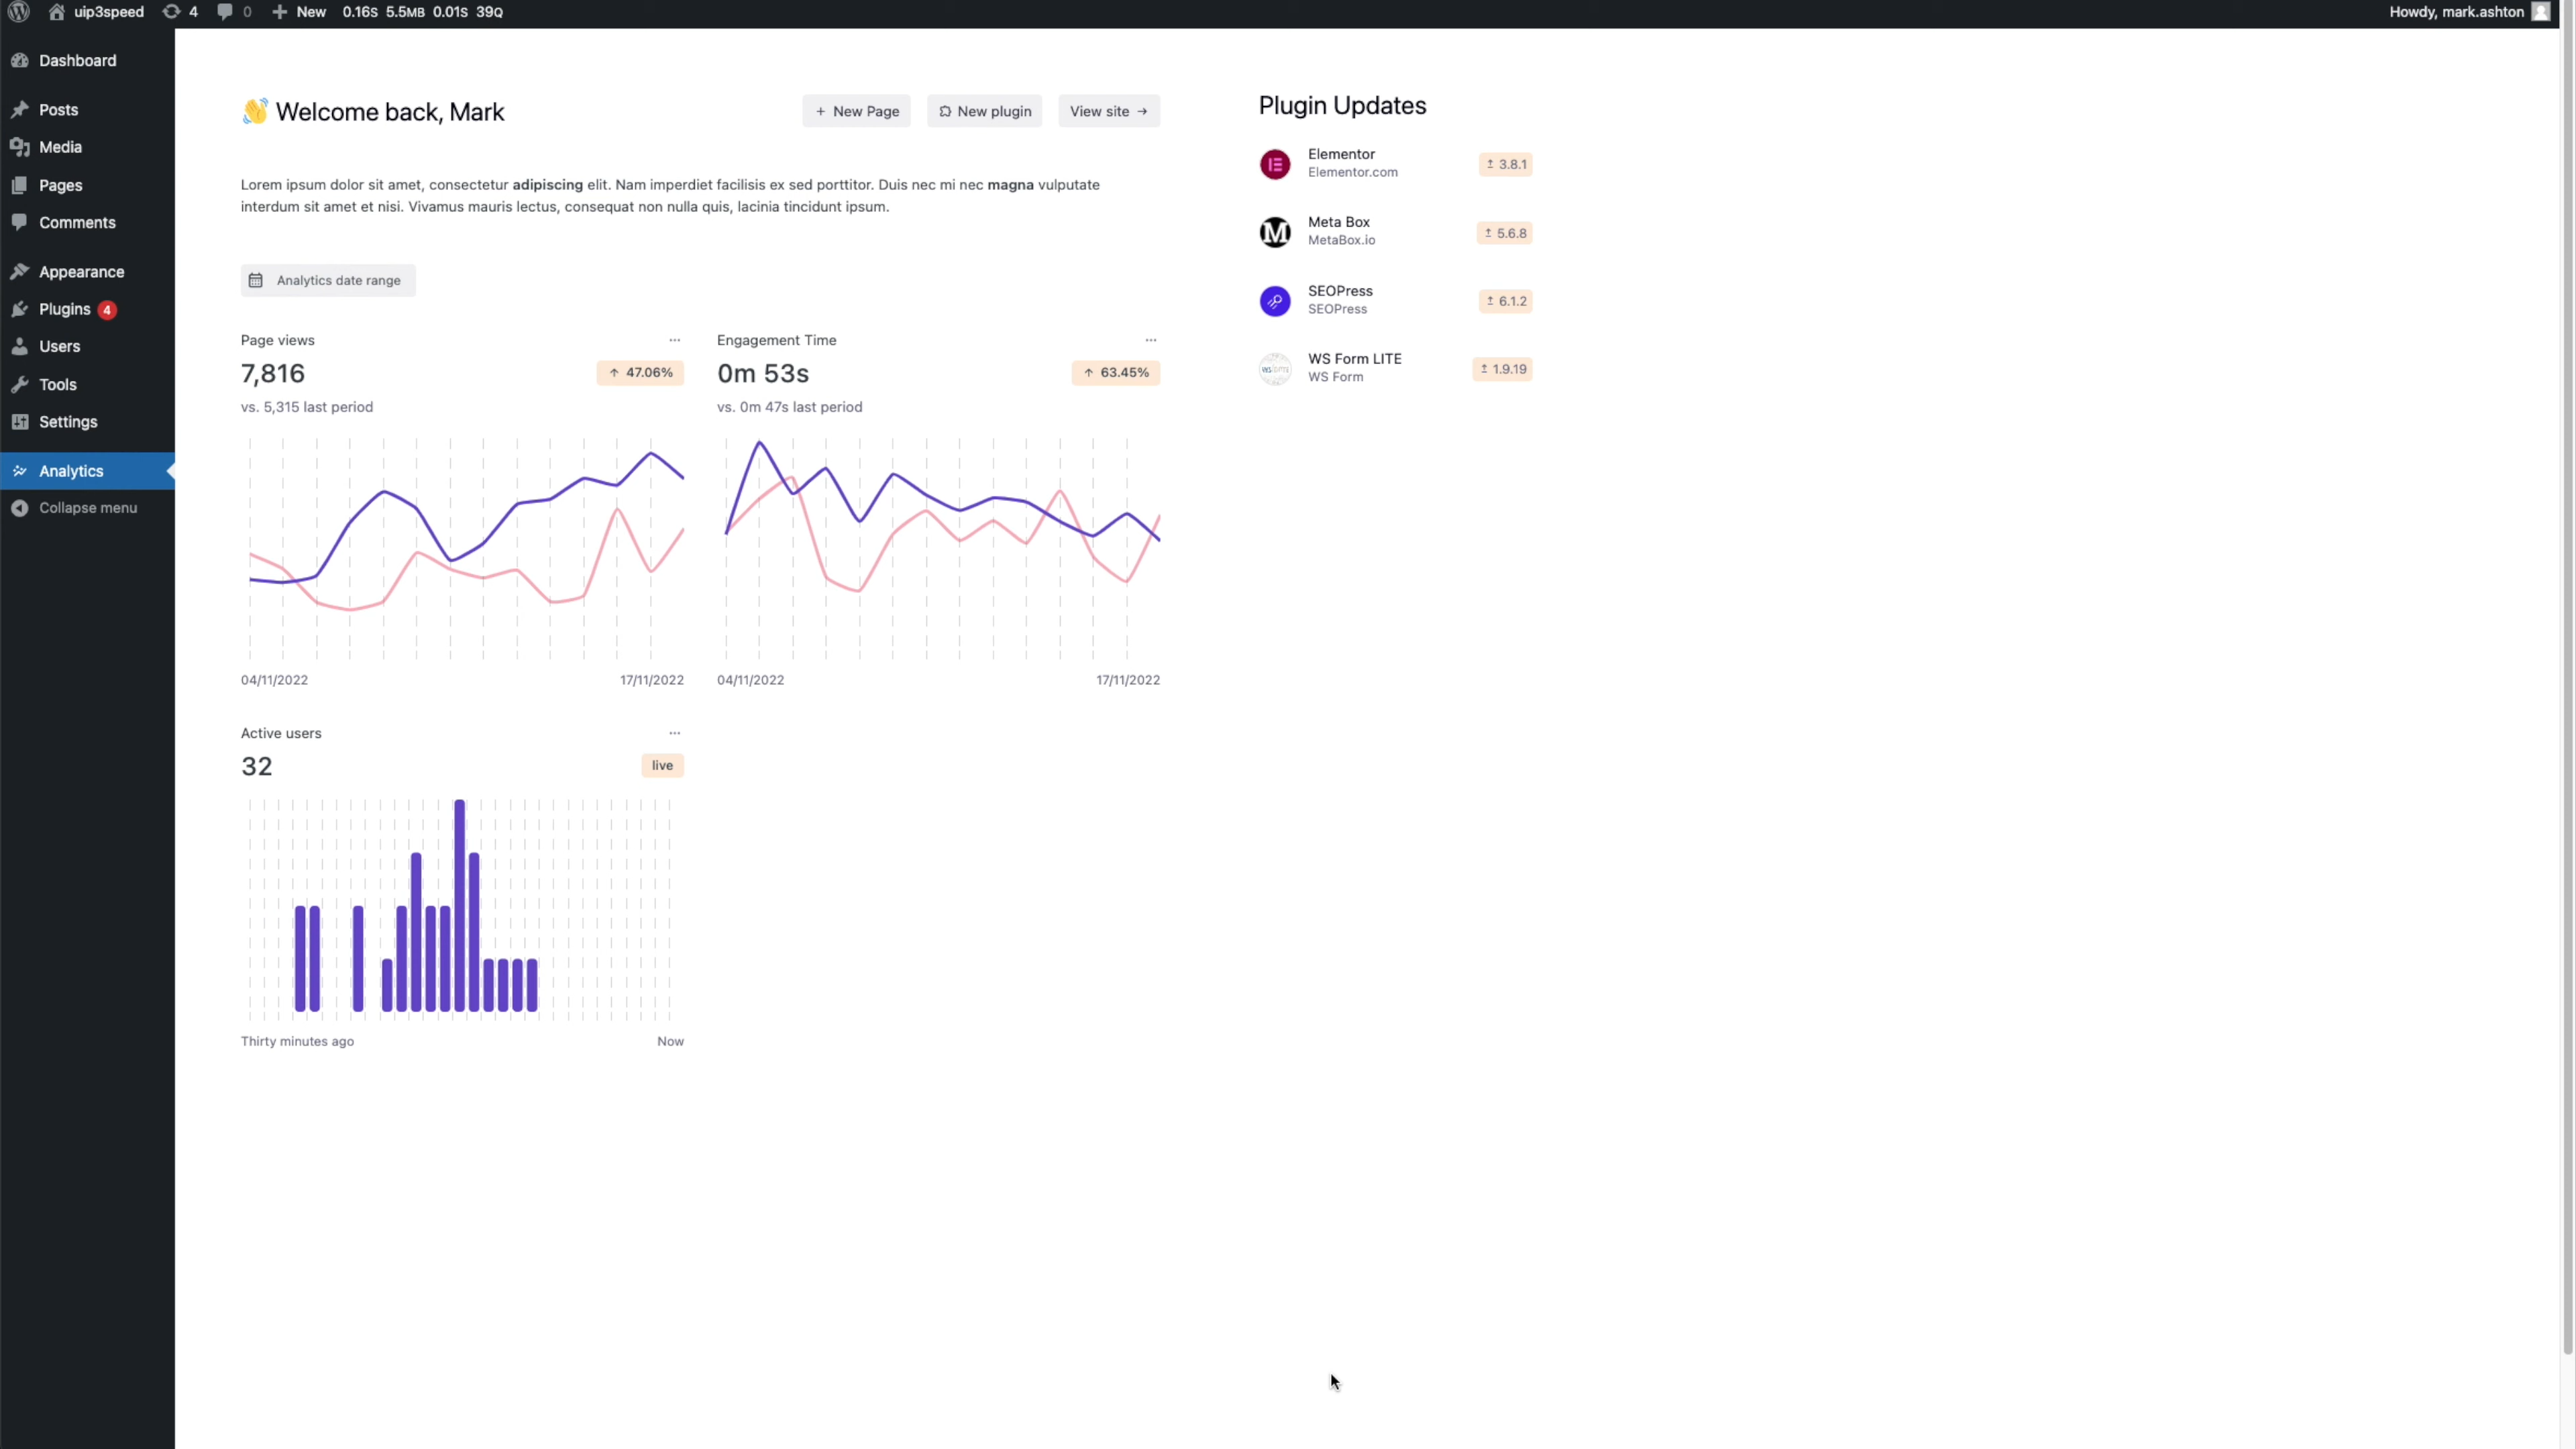 uip3speed 4 0 New 0.16S 5.5MB 0.01S 39Q
Howdy, mark.ashton
Dashboard
Posts
Media
Pages
Comments
Appearance
Plugins 4
Users
Tools
Settings
Analytics
Collapse menu
👋 Welcome back, Mark
+ New Page
New plugin
View site →
Lorem ipsum dolor sit amet, consectetur adipiscing elit. Nam imperdiet facilisis ex sed porttitor. Duis nec mi nec magna vulputate
interdum sit amet et nisi. Vivamus mauris lectus, consequat non nulla quis, lacinia tincidunt ipsum.
Analytics date range
Page views
7,816
↑ 47.06%
vs. 5,315 last period
04/11/2022
17/11/2022
Engagement Time
0m 53s
↑ 63.45%
vs. 0m 47s last period
04/11/2022
17/11/2022
Active users
32
live
Thirty minutes ago
Now
Plugin Updates
Elementor
Elementor.com
3.8.1
M
Meta Box
MetaBox.io
5.6.8
SEOPress
SEOPress
6.1.2
WS Form LITE
WS Form
1.9.19